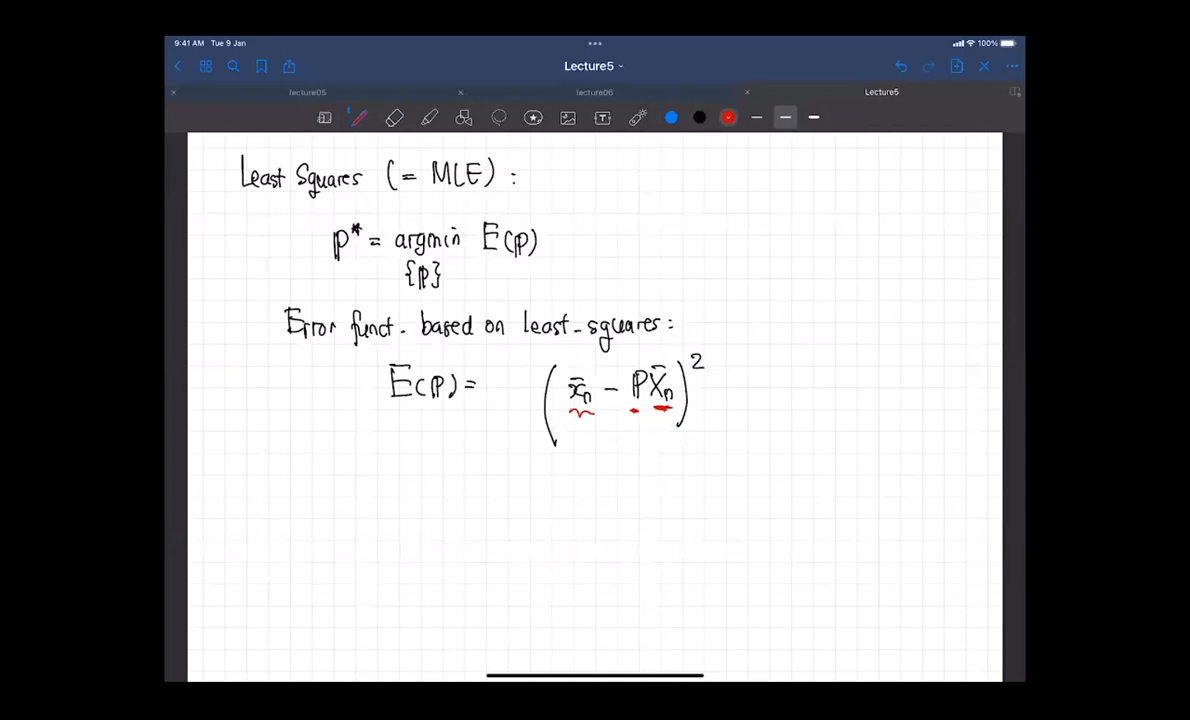 9:41 AM Tue 9 Jan
100%
Lecture5
lecture05
lecture06
Lecture5
Least Squares (= MLE) :
ℙ* = argmin E(ℙ)
{ℙ}
Error funct. based on least-squares :
E(ℙ) = (x̄ₙ − ℙX̄ₙ)²